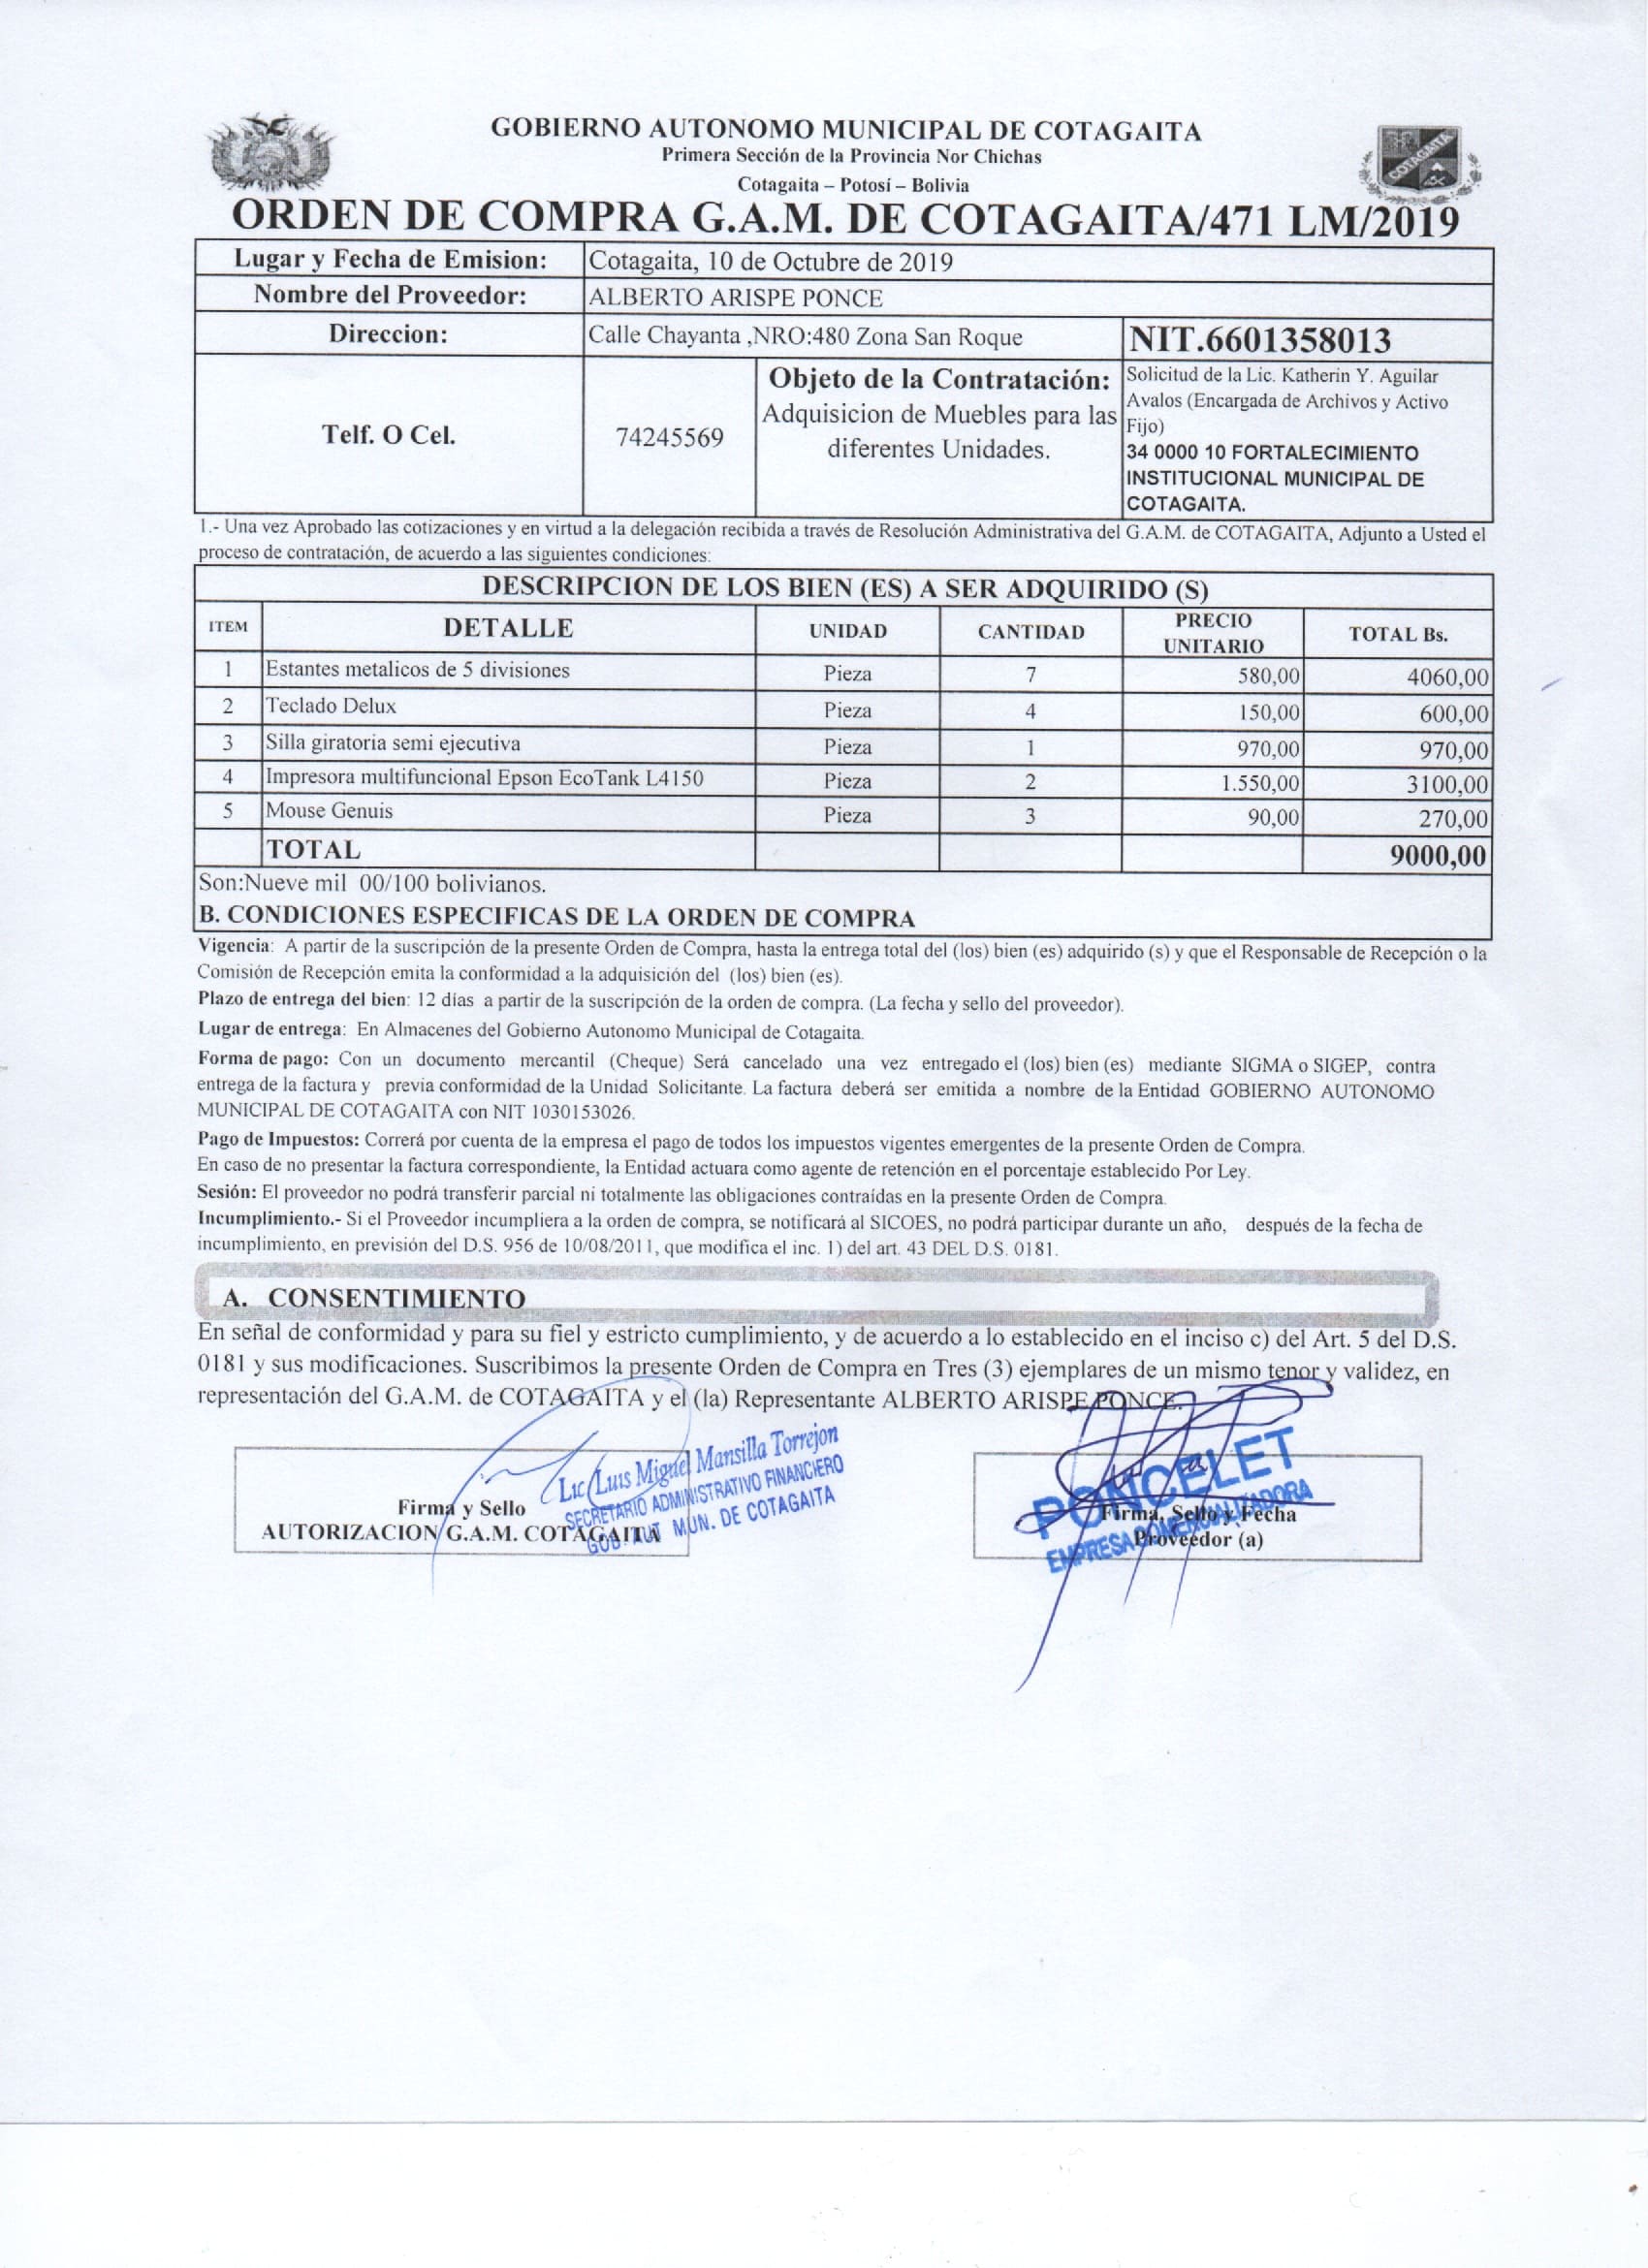 GOBIERNO AUTONOMO MUNICIPAL DE COTAGAITA
Primera Sección de la Provincia Nor Chichas
Cotagaita – Potosí – Bolivia
COTAGAITA
ORDEN DE COMPRA G.A.M. DE COTAGAITA/471 LM/2019
Lugar y Fecha de Emision: Cotagaita, 10 de Octubre de 2019
Nombre del Proveedor: ALBERTO ARISPE PONCE
Direccion: Calle Chayanta ,NRO:480 Zona San Roque NIT.6601358013
Telf. O Cel. 74245569
Objeto de la Contratación:
Adquisicion de Muebles para las
diferentes Unidades.
Solicitud de la Lic. Katherin Y. Aguilar
Avalos (Encargada de Archivos y Activo
Fijo)
34 0000 10 FORTALECIMIENTO
INSTITUCIONAL MUNICIPAL DE
COTAGAITA.
1.- Una vez Aprobado las cotizaciones y en virtud a la delegación recibida a través de Resolución Administrativa del G.A.M. de COTAGAITA, Adjunto a Usted el
proceso de contratación, de acuerdo a las siguientes condiciones:
DESCRIPCION DE LOS BIEN (ES) A SER ADQUIRIDO (S)
ITEM DETALLE UNIDAD CANTIDAD PRECIO UNITARIO TOTAL Bs.
1 Estantes metalicos de 5 divisiones Pieza 7 580,00 4060,00
2 Teclado Delux Pieza 4 150,00 600,00
3 Silla giratoria semi ejecutiva Pieza 1 970,00 970,00
4 Impresora multifuncional Epson EcoTank L4150 Pieza 2 1.550,00 3100,00
5 Mouse Genuis Pieza 3 90,00 270,00
TOTAL 9000,00
Son:Nueve mil 00/100 bolivianos.
B. CONDICIONES ESPECIFICAS DE LA ORDEN DE COMPRA
Vigencia: A partir de la suscripción de la presente Orden de Compra, hasta la entrega total del (los) bien (es) adquirido (s) y que el Responsable de Recepción o la
Comisión de Recepción emita la conformidad a la adquisición del (los) bien (es).
Plazo de entrega del bien: 12 días a partir de la suscripción de la orden de compra. (La fecha y sello del proveedor).
Lugar de entrega: En Almacenes del Gobierno Autonomo Municipal de Cotagaita.
Forma de pago: Con un documento mercantil (Cheque) Será cancelado una vez entregado el (los) bien (es) mediante SIGMA o SIGEP, contra
entrega de la factura y previa conformidad de la Unidad Solicitante. La factura deberá ser emitida a nombre de la Entidad GOBIERNO AUTONOMO
MUNICIPAL DE COTAGAITA con NIT 1030153026.
Pago de Impuestos: Correrá por cuenta de la empresa el pago de todos los impuestos vigentes emergentes de la presente Orden de Compra.
En caso de no presentar la factura correspondiente, la Entidad actuara como agente de retención en el porcentaje establecido Por Ley.
Sesión: El proveedor no podrá transferir parcial ni totalmente las obligaciones contraídas en la presente Orden de Compra.
Incumplimiento.- Si el Proveedor incumpliera a la orden de compra, se notificará al SICOES, no podrá participar durante un año, después de la fecha de
incumplimiento, en previsión del D.S. 956 de 10/08/2011, que modifica el inc. 1) del art. 43 DEL D.S. 0181.
A. CONSENTIMIENTO
En señal de conformidad y para su fiel y estricto cumplimiento, y de acuerdo a lo establecido en el inciso c) del Art. 5 del D.S.
0181 y sus modificaciones. Suscribimos la presente Orden de Compra en Tres (3) ejemplares de un mismo tenor y validez, en
representación del G.A.M. de COTAGAITA y el (la) Representante ALBERTO ARISPE PONCE.
Firma y Sello
AUTORIZACION G.A.M. COTAGAITA
Lic. Luis Miguel Mansilla Torrejon
SECRETARIO ADMINISTRATIVO FINANCIERO
GOB. AUT. MUN. DE COTAGAITA
PONCELET
EMPRESA COMERCIALIZADORA
Firma, Sello y Fecha
Proveedor (a)